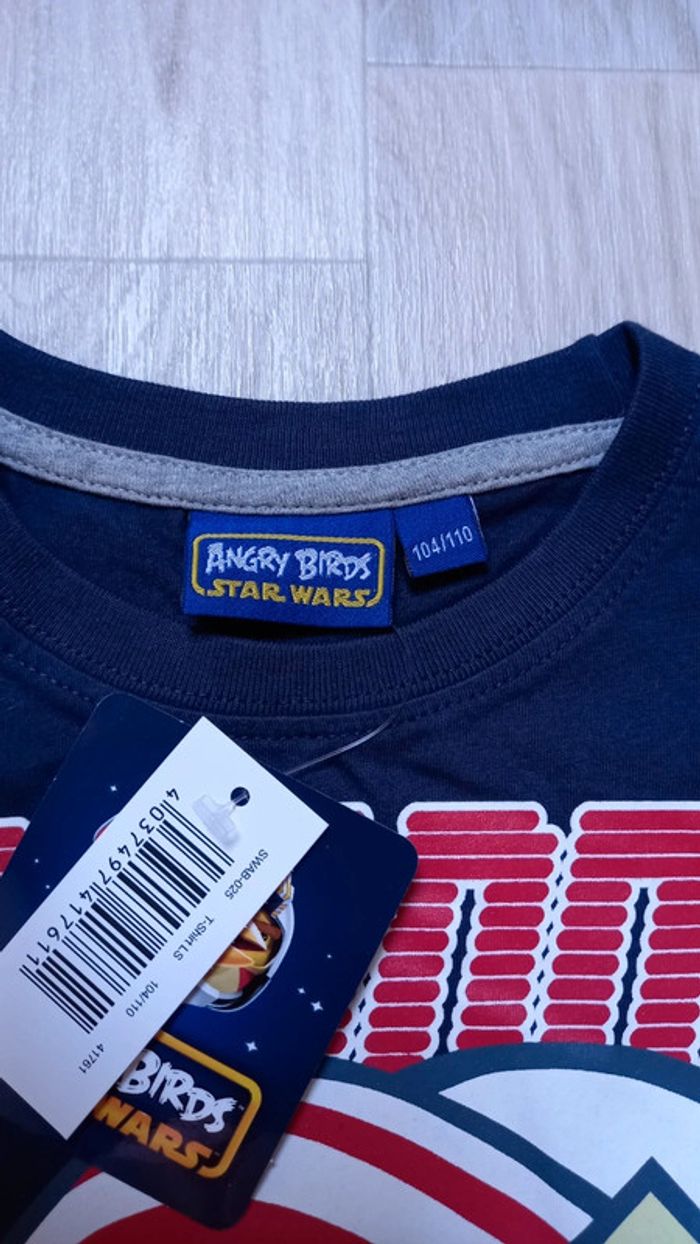 ANGRY BIRDS
STAR WARS
104/110
4037497417611
SWAB-025
T-Shirt LS
104/110
41761
BIRDS
WARS